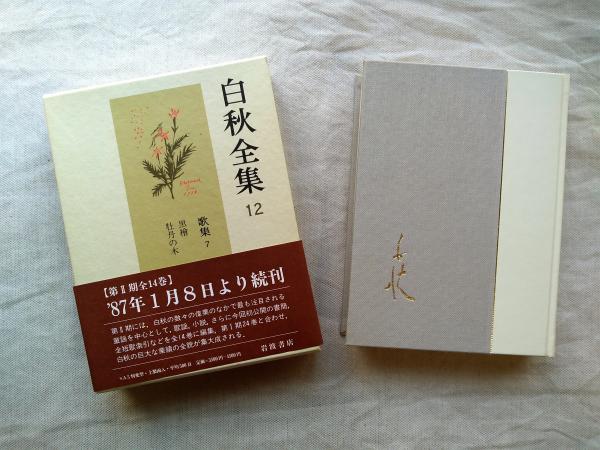 白秋全集
12
歌集 7
黒檜
牡丹の木
【第Ⅱ期全14巻】
'87年1月8日より続刊
第Ⅱ期には、白秋の数々の偉業のなかで最も注目される
童謡を中心として、歌謡、小説、さらに今回初公開の書簡、
全短歌索引などを全14巻に編集。第Ⅰ期24巻と合わせ、
白秋の巨大な業績の全貌が集大成される。
岩波書店
白秋